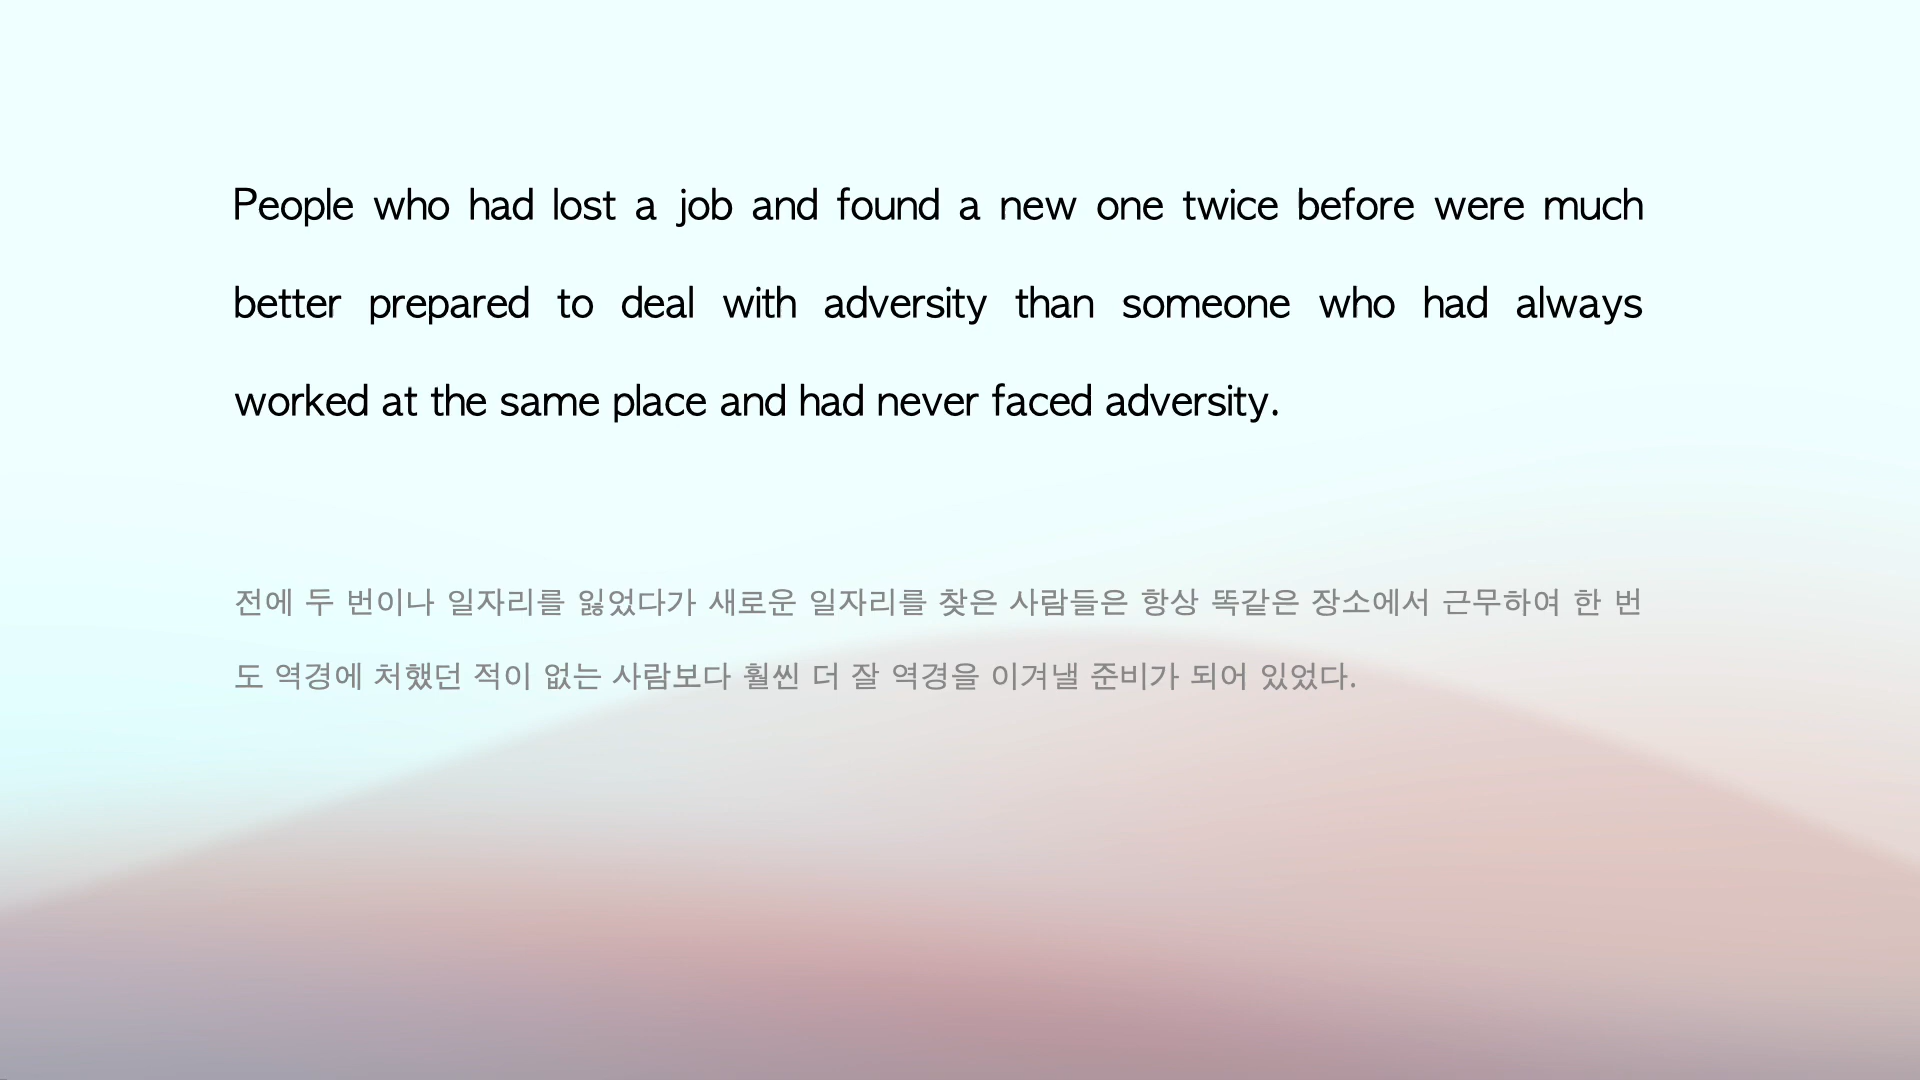 People who had lost a job and found a new one twice before were much
better prepared to deal with adversity than someone who had always
worked at the same place and had never faced adversity.
전에 두 번이나 일자리를 잃었다가 새로운 일자리를 찾은 사람들은 항상 똑같은 장소에서 근무하여 한 번
도 역경에 처했던 적이 없는 사람보다 훨씬 더 잘 역경을 이겨낼 준비가 되어 있었다.